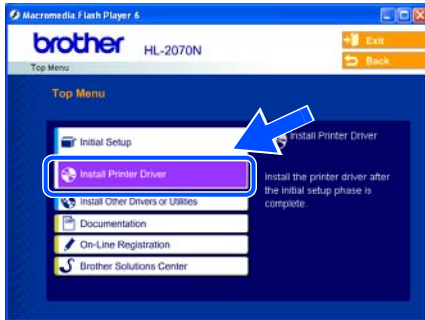 Macromedia Flash Player 6
brother HL-2070N
Exit
Back
Top Menu
Top Menu
Initial Setup
Install Printer Driver
Install Other Drivers or Utilities
Documentation
On-Line Registration
Brother Solutions Center
Install Printer Driver
Install the printer driver after
the initial setup phase is
complete.